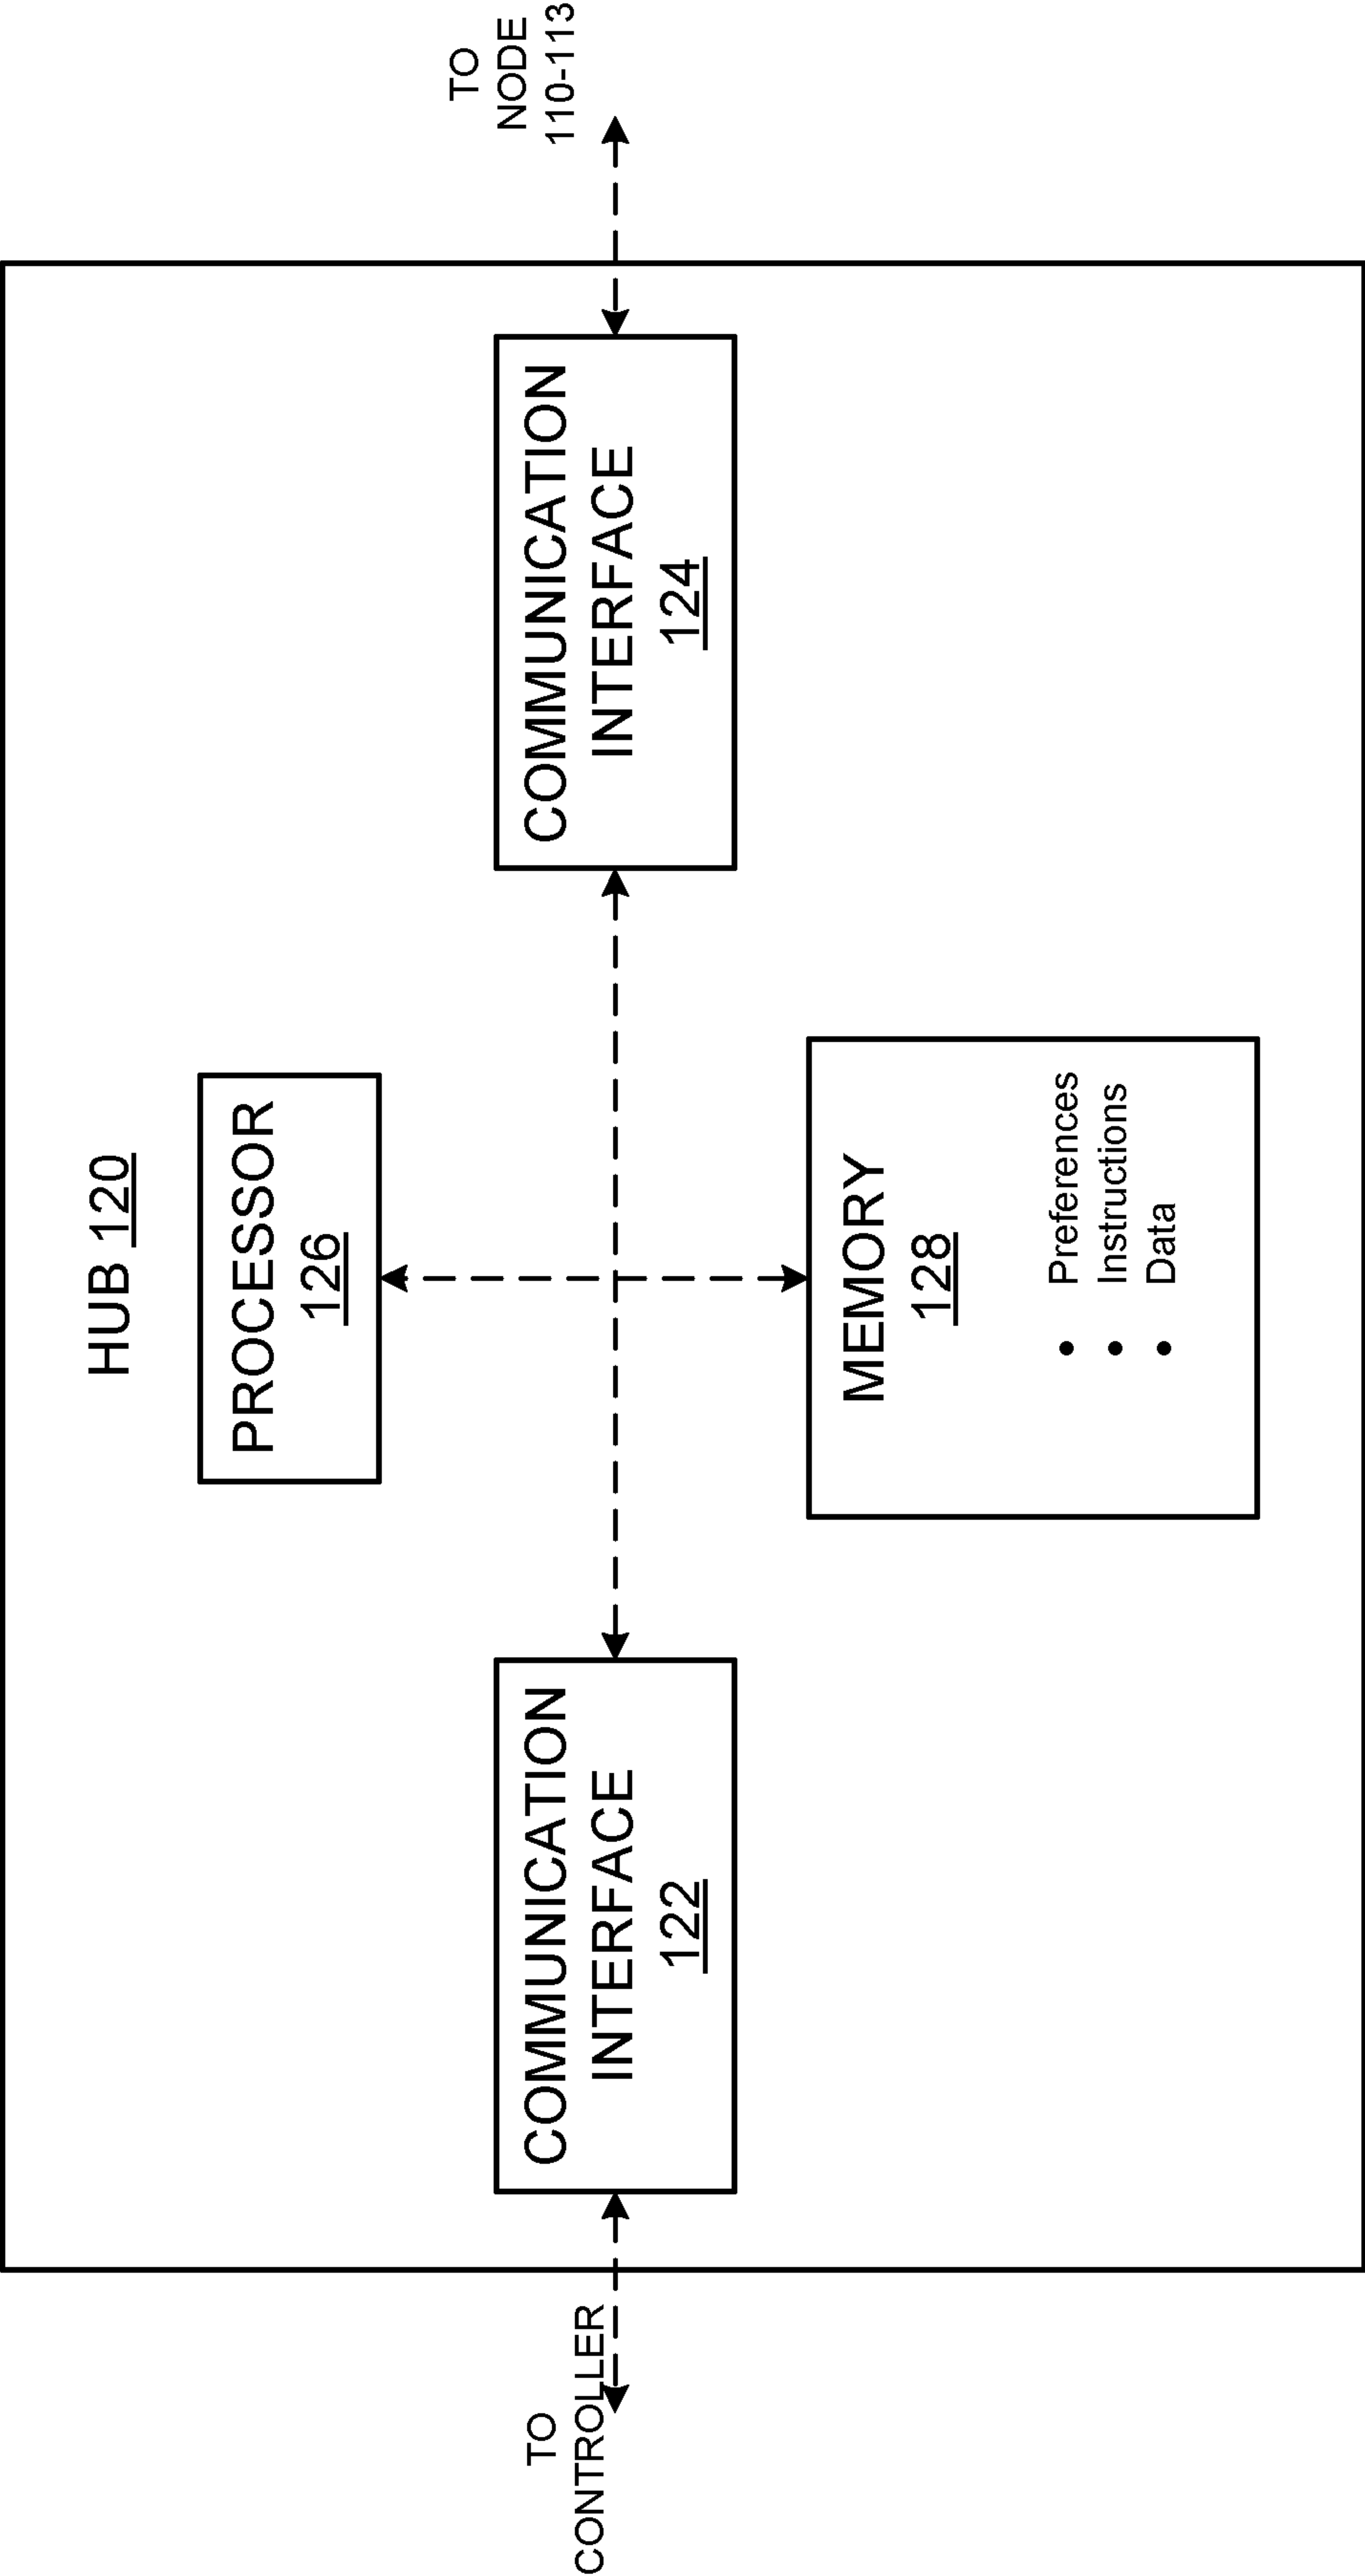 HUB 120
PROCESSOR
126
TO
CONTROLLER
COMMUNICATION
INTERFACE
122
COMMUNICATION
INTERFACE
124
TO
NODE
110-113
MEMORY
128
• Preferences
• Instructions
• Data